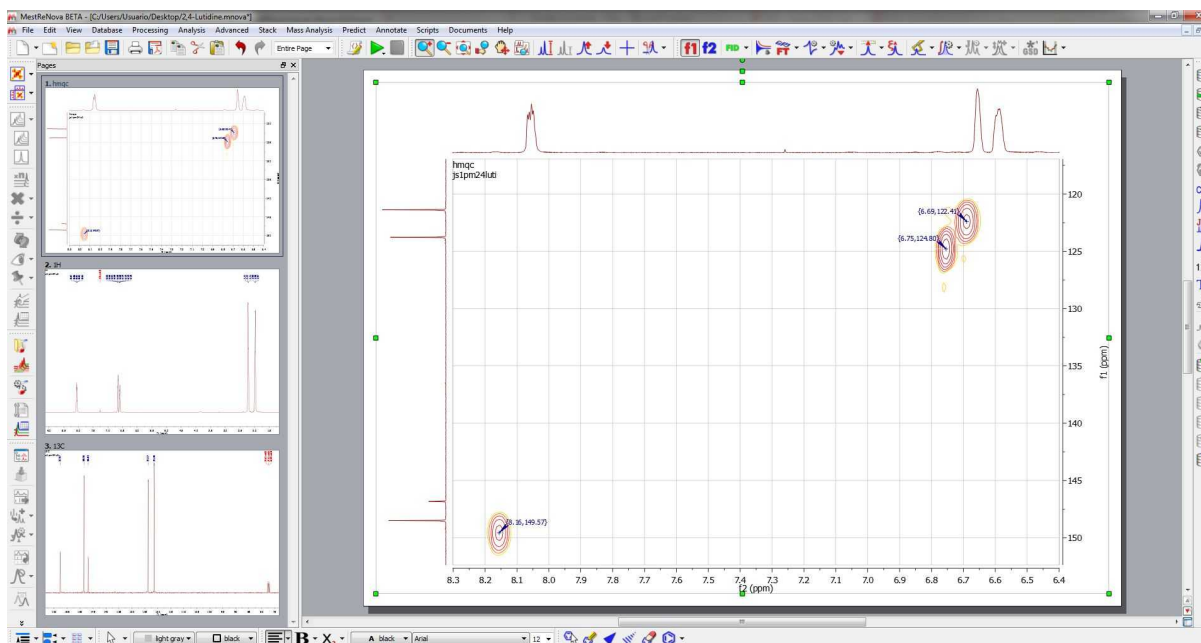 MestReNova BETA - [C:/Users/Usuario/Desktop/2,4-Lutidine.mnova*]
File Edit View Database Processing Analysis Advanced Stack Mass Analysis Predict Annotate Scripts Documents Help
Entire Page
f1 f2 FID FT GSD
Pages
1. hmqc
2. 1H
3. 13C
hmqc
js1pm24luti
{6.69,122.41}
{6.75,124.80}
{8.16,149.57}
120
125
130
135
140
145
150
f1 (ppm)
8.3 8.2 8.1 8.0 7.9 7.8 7.7 7.6 7.5 7.4 7.3 7.2 7.1 7.0 6.9 6.8 6.7 6.6 6.5 6.4
f2 (ppm)
light gray black B X A black Arial 12